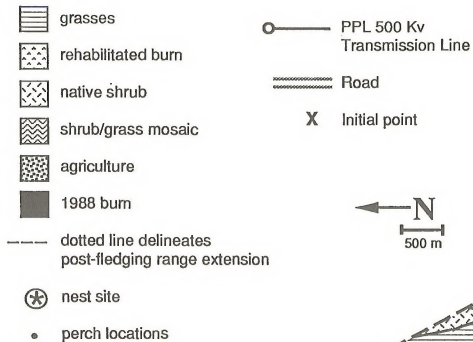 grasses
rehabilitated burn
native shrub
shrub/grass mosaic
agriculture
1988 burn
dotted line delineates
post-fledging range extension
nest site
perch locations
PPL 500 Kv
Transmission Line
Road
X Initial point
N
500 m